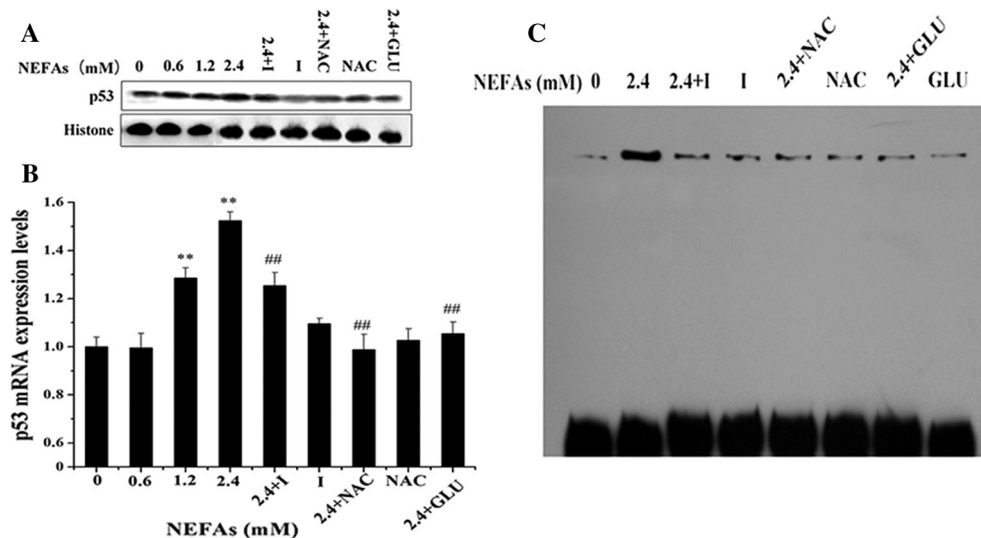 A
NEFAs (mM) 0 0.6 1.2 2.4 2.4+I I 2.4+NAC NAC 2.4+GLU
p53
Histone
B
p53 mRNA expression levels
1.6
1.4
1.2
1.0
0.8
0.6
0
** ** ## ## ##
0 0.6 1.2 2.4 2.4+I I 2.4+NAC NAC 2.4+GLU
NEFAs (mM)
C
NEFAs (mM) 0 2.4 2.4+I I 2.4+NAC NAC 2.4+GLU GLU